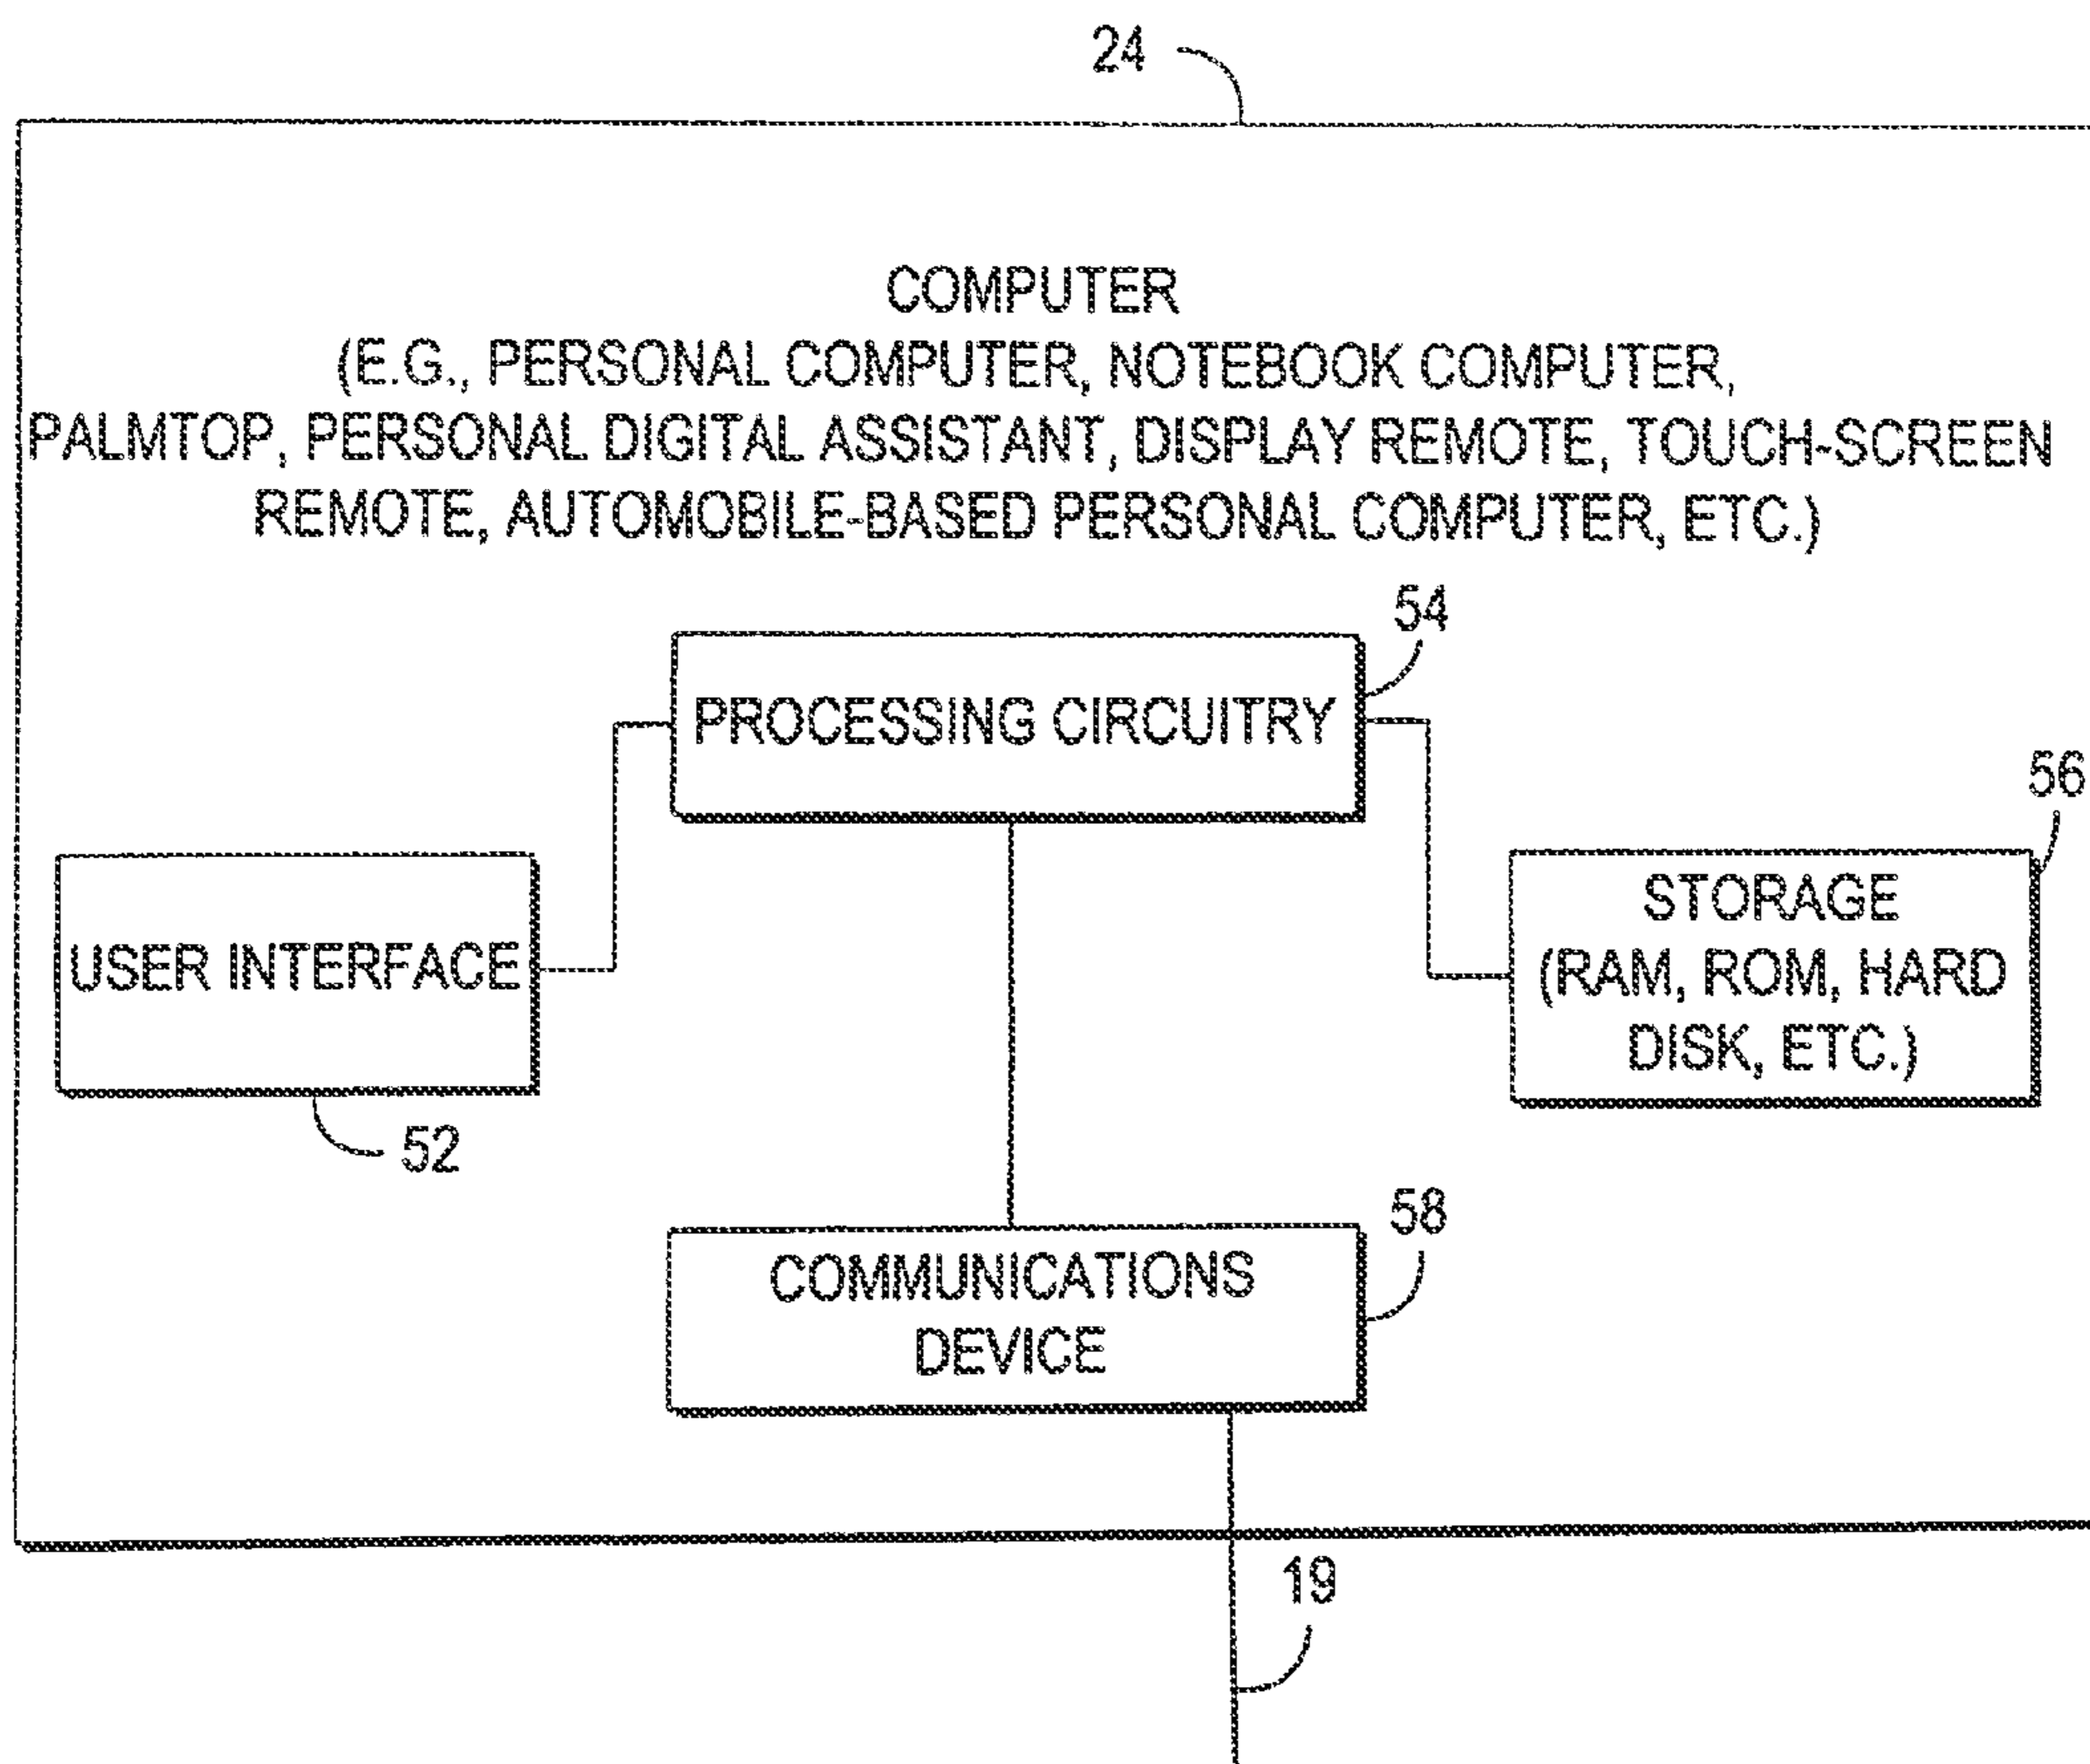 24
COMPUTER
(E.G., PERSONAL COMPUTER, NOTEBOOK COMPUTER,
PALMTOP, PERSONAL DIGITAL ASSISTANT, DISPLAY REMOTE, TOUCH-SCREEN
REMOTE, AUTOMOBILE-BASED PERSONAL COMPUTER, ETC.)
54
PROCESSING CIRCUITRY
56
USER INTERFACE
52
STORAGE
(RAM, ROM, HARD
DISK, ETC.)
58
COMMUNICATIONS
DEVICE
19